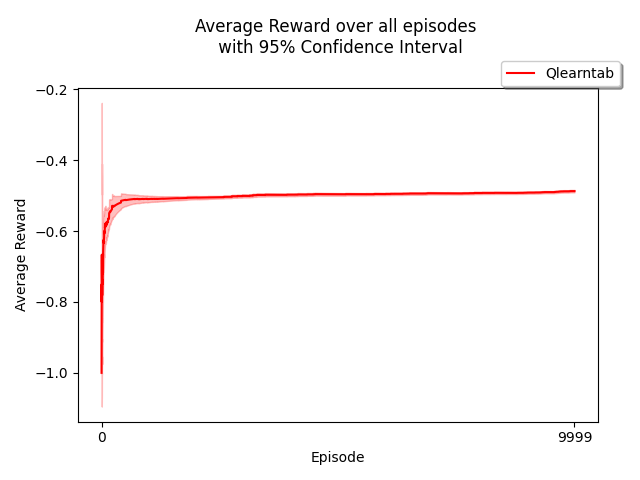 Average Reward over all episodes
with 95% Confidence Interval
Qlearntab
−0.2
−0.4
−0.6
−0.8
−1.0
Average Reward
0
9999
Episode